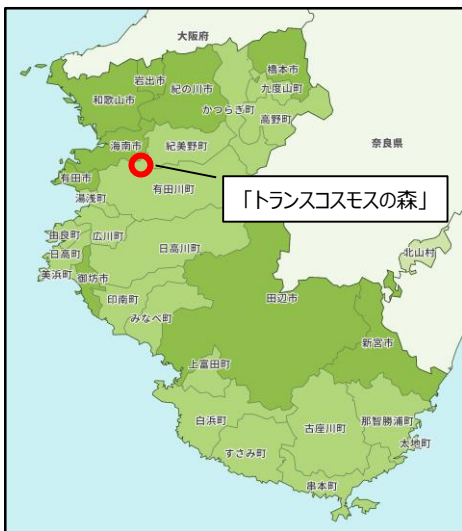 大阪府
橋本市
岩出市
紀の川市
和歌山市
かつらぎ町
九度山町
高野町
海南市
紀美野町
奈良県
有田市
有田川町
湯浅町
「トランスコスモスの森」
由良町
広川町
日高川町
日高町
北山村
美浜町
御坊市
印南町
田辺市
みなべ町
新宮市
上富田町
白浜町
古座川町
那智勝浦町
太地町
すさみ町
串本町